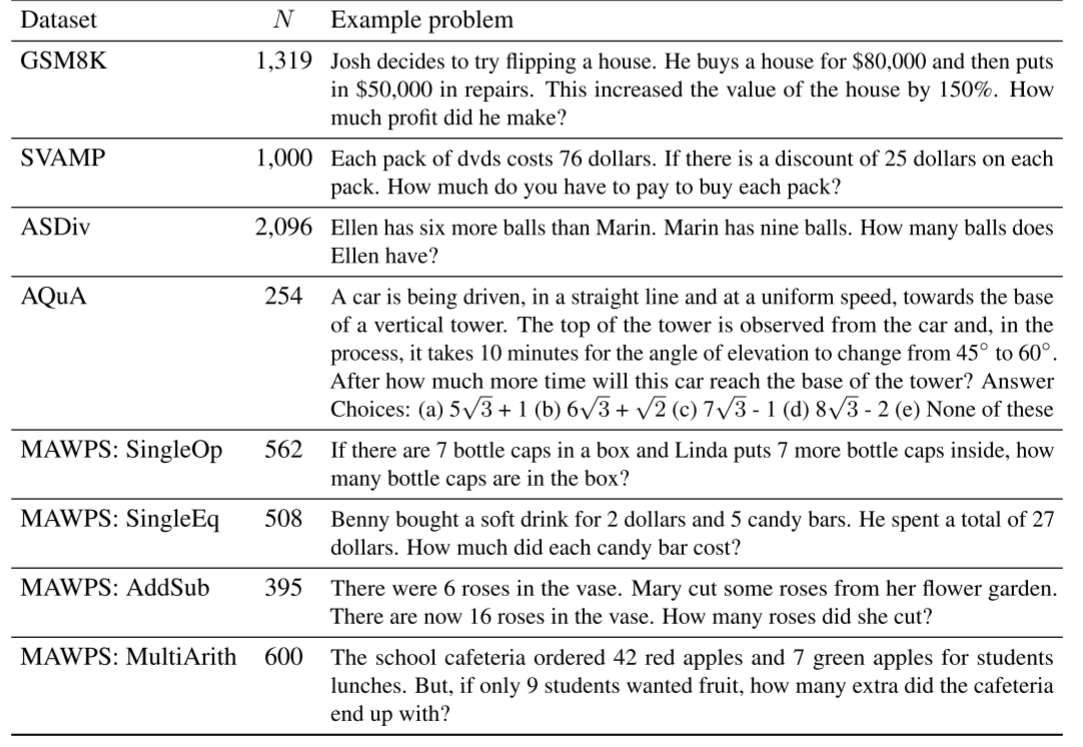 Dataset N Example problem
GSM8K 1,319 Josh decides to try flipping a house. He buys a house for $80,000 and then puts
in $50,000 in repairs. This increased the value of the house by 150%. How
much profit did he make?
SVAMP 1,000 Each pack of dvds costs 76 dollars. If there is a discount of 25 dollars on each
pack. How much do you have to pay to buy each pack?
ASDiv 2,096 Ellen has six more balls than Marin. Marin has nine balls. How many balls does
Ellen have?
AQuA 254 A car is being driven, in a straight line and at a uniform speed, towards the base
of a vertical tower. The top of the tower is observed from the car and, in the
process, it takes 10 minutes for the angle of elevation to change from 45° to 60°.
After how much more time will this car reach the base of the tower? Answer
Choices: (a) 5√3 + 1 (b) 6√3 + √2 (c) 7√3 - 1 (d) 8√3 - 2 (e) None of these
MAWPS: SingleOp 562 If there are 7 bottle caps in a box and Linda puts 7 more bottle caps inside, how
many bottle caps are in the box?
MAWPS: SingleEq 508 Benny bought a soft drink for 2 dollars and 5 candy bars. He spent a total of 27
dollars. How much did each candy bar cost?
MAWPS: AddSub 395 There were 6 roses in the vase. Mary cut some roses from her flower garden.
There are now 16 roses in the vase. How many roses did she cut?
MAWPS: MultiArith 600 The school cafeteria ordered 42 red apples and 7 green apples for students
lunches. But, if only 9 students wanted fruit, how many extra did the cafeteria
end up with?